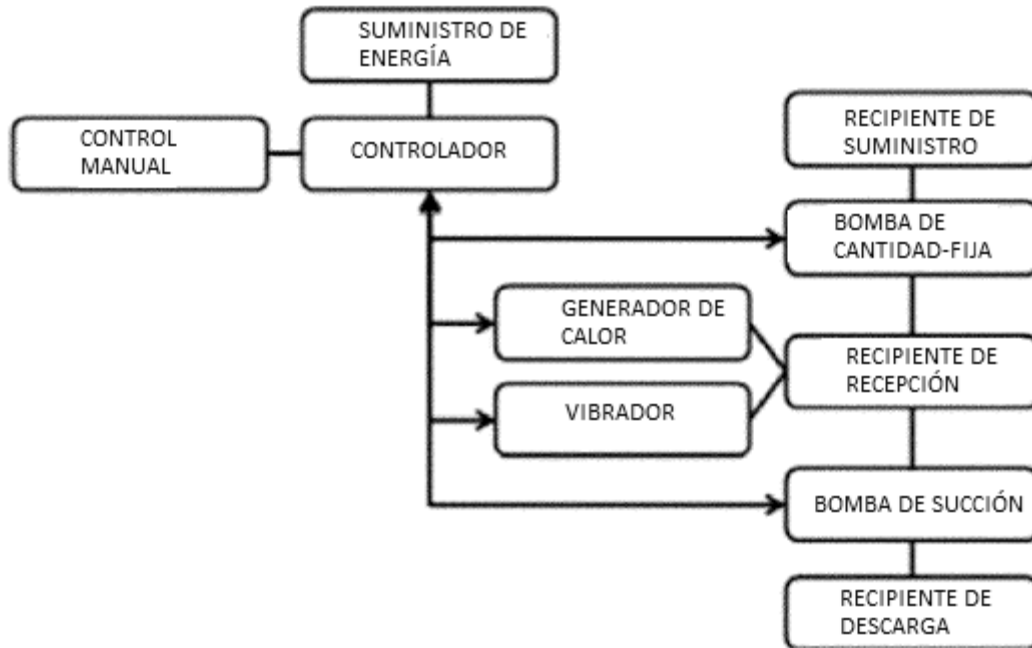 SUMINISTRO DE
ENERGÍA
CONTROL
MANUAL
CONTROLADOR
RECIPIENTE DE
SUMINISTRO
BOMBA DE
CANTIDAD-FIJA
GENERADOR DE
CALOR
RECIPIENTE DE
RECEPCIÓN
VIBRADOR
BOMBA DE SUCCIÓN
RECIPIENTE DE
DESCARGA